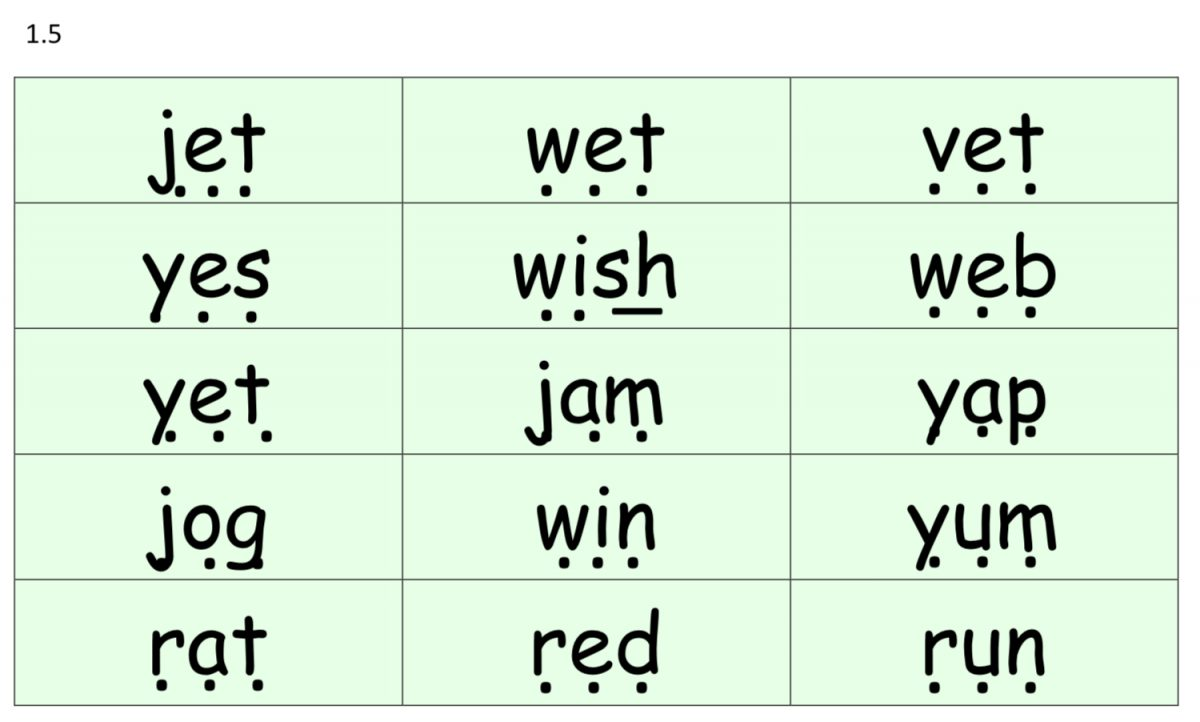 1.5
jet wet vet
yes wish web
yet jam yap
jog win yum
rat red run